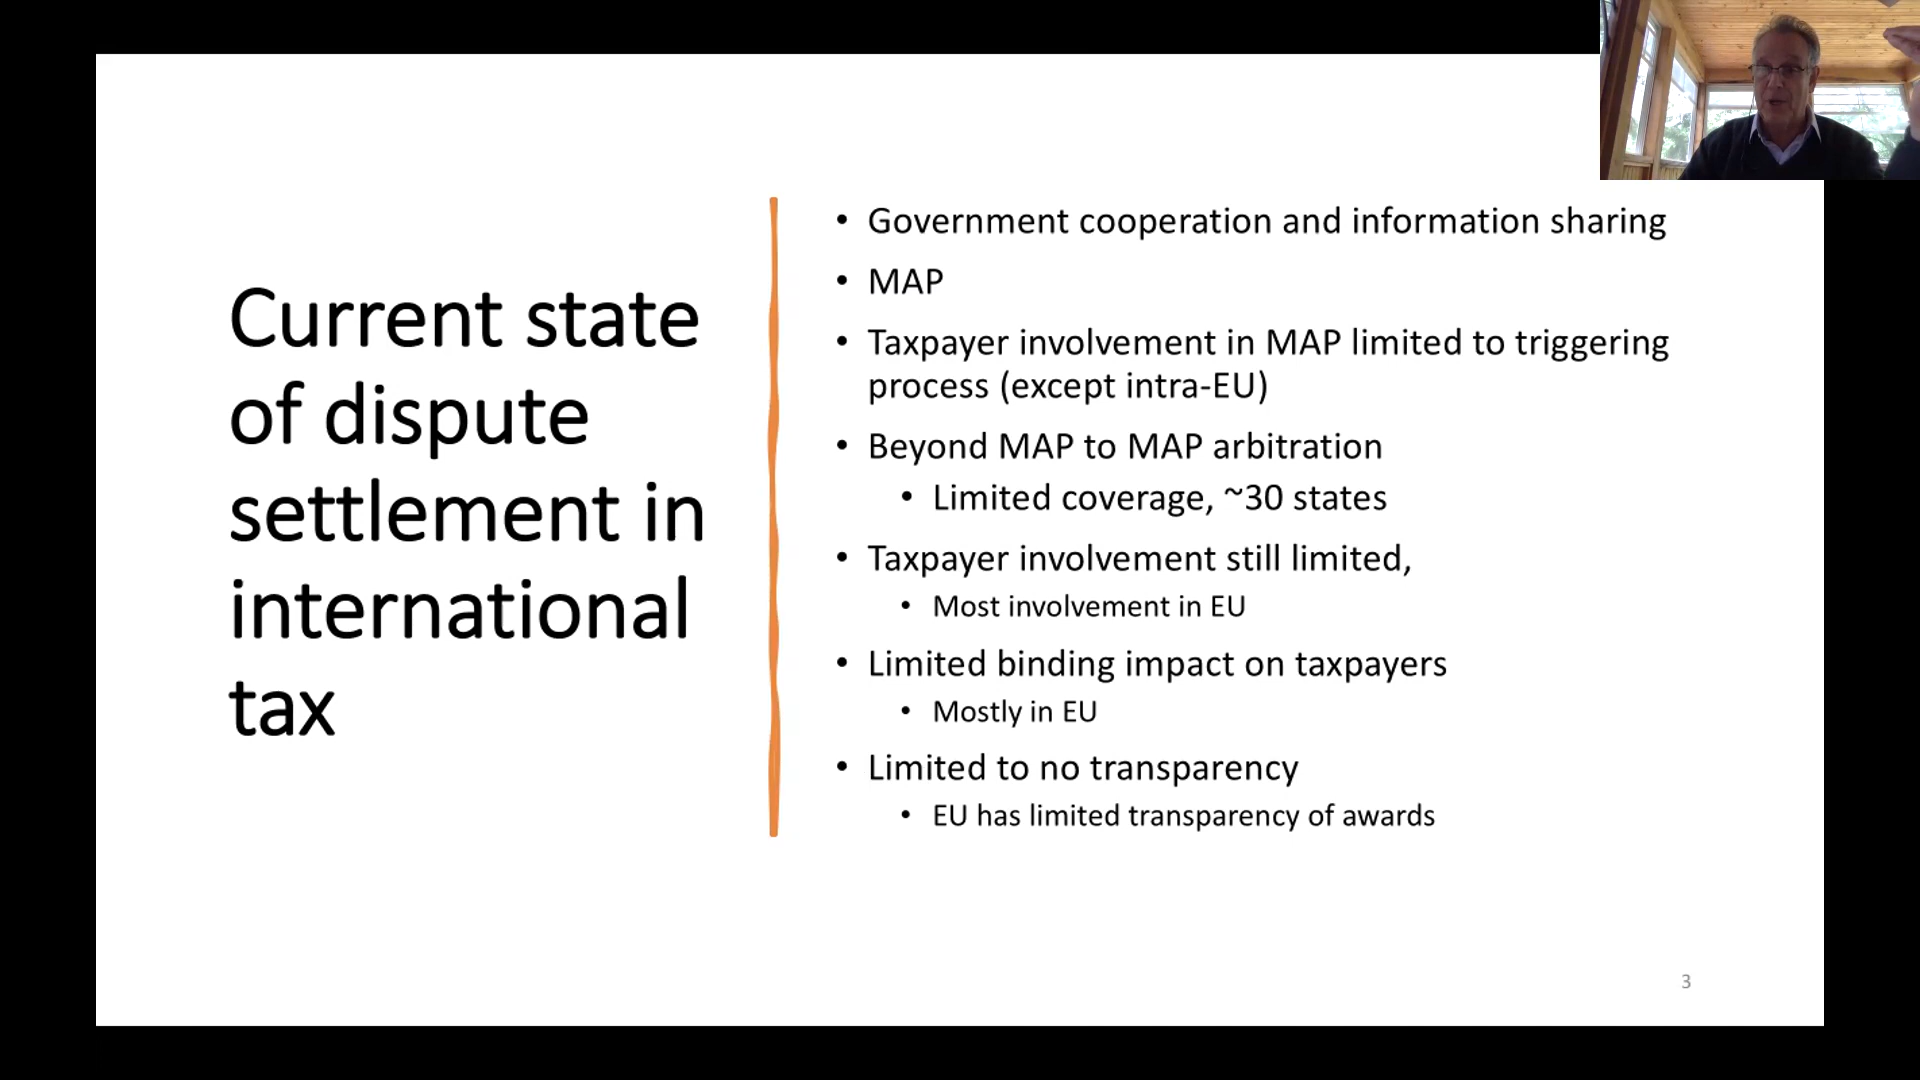 Current state
of dispute
settlement in
international
tax
• Government cooperation and information sharing
• MAP
• Taxpayer involvement in MAP limited to triggering
process (except intra-EU)
• Beyond MAP to MAP arbitration
• Limited coverage, ~30 states
• Taxpayer involvement still limited,
• Most involvement in EU
• Limited binding impact on taxpayers
• Mostly in EU
• Limited to no transparency
• EU has limited transparency of awards
3